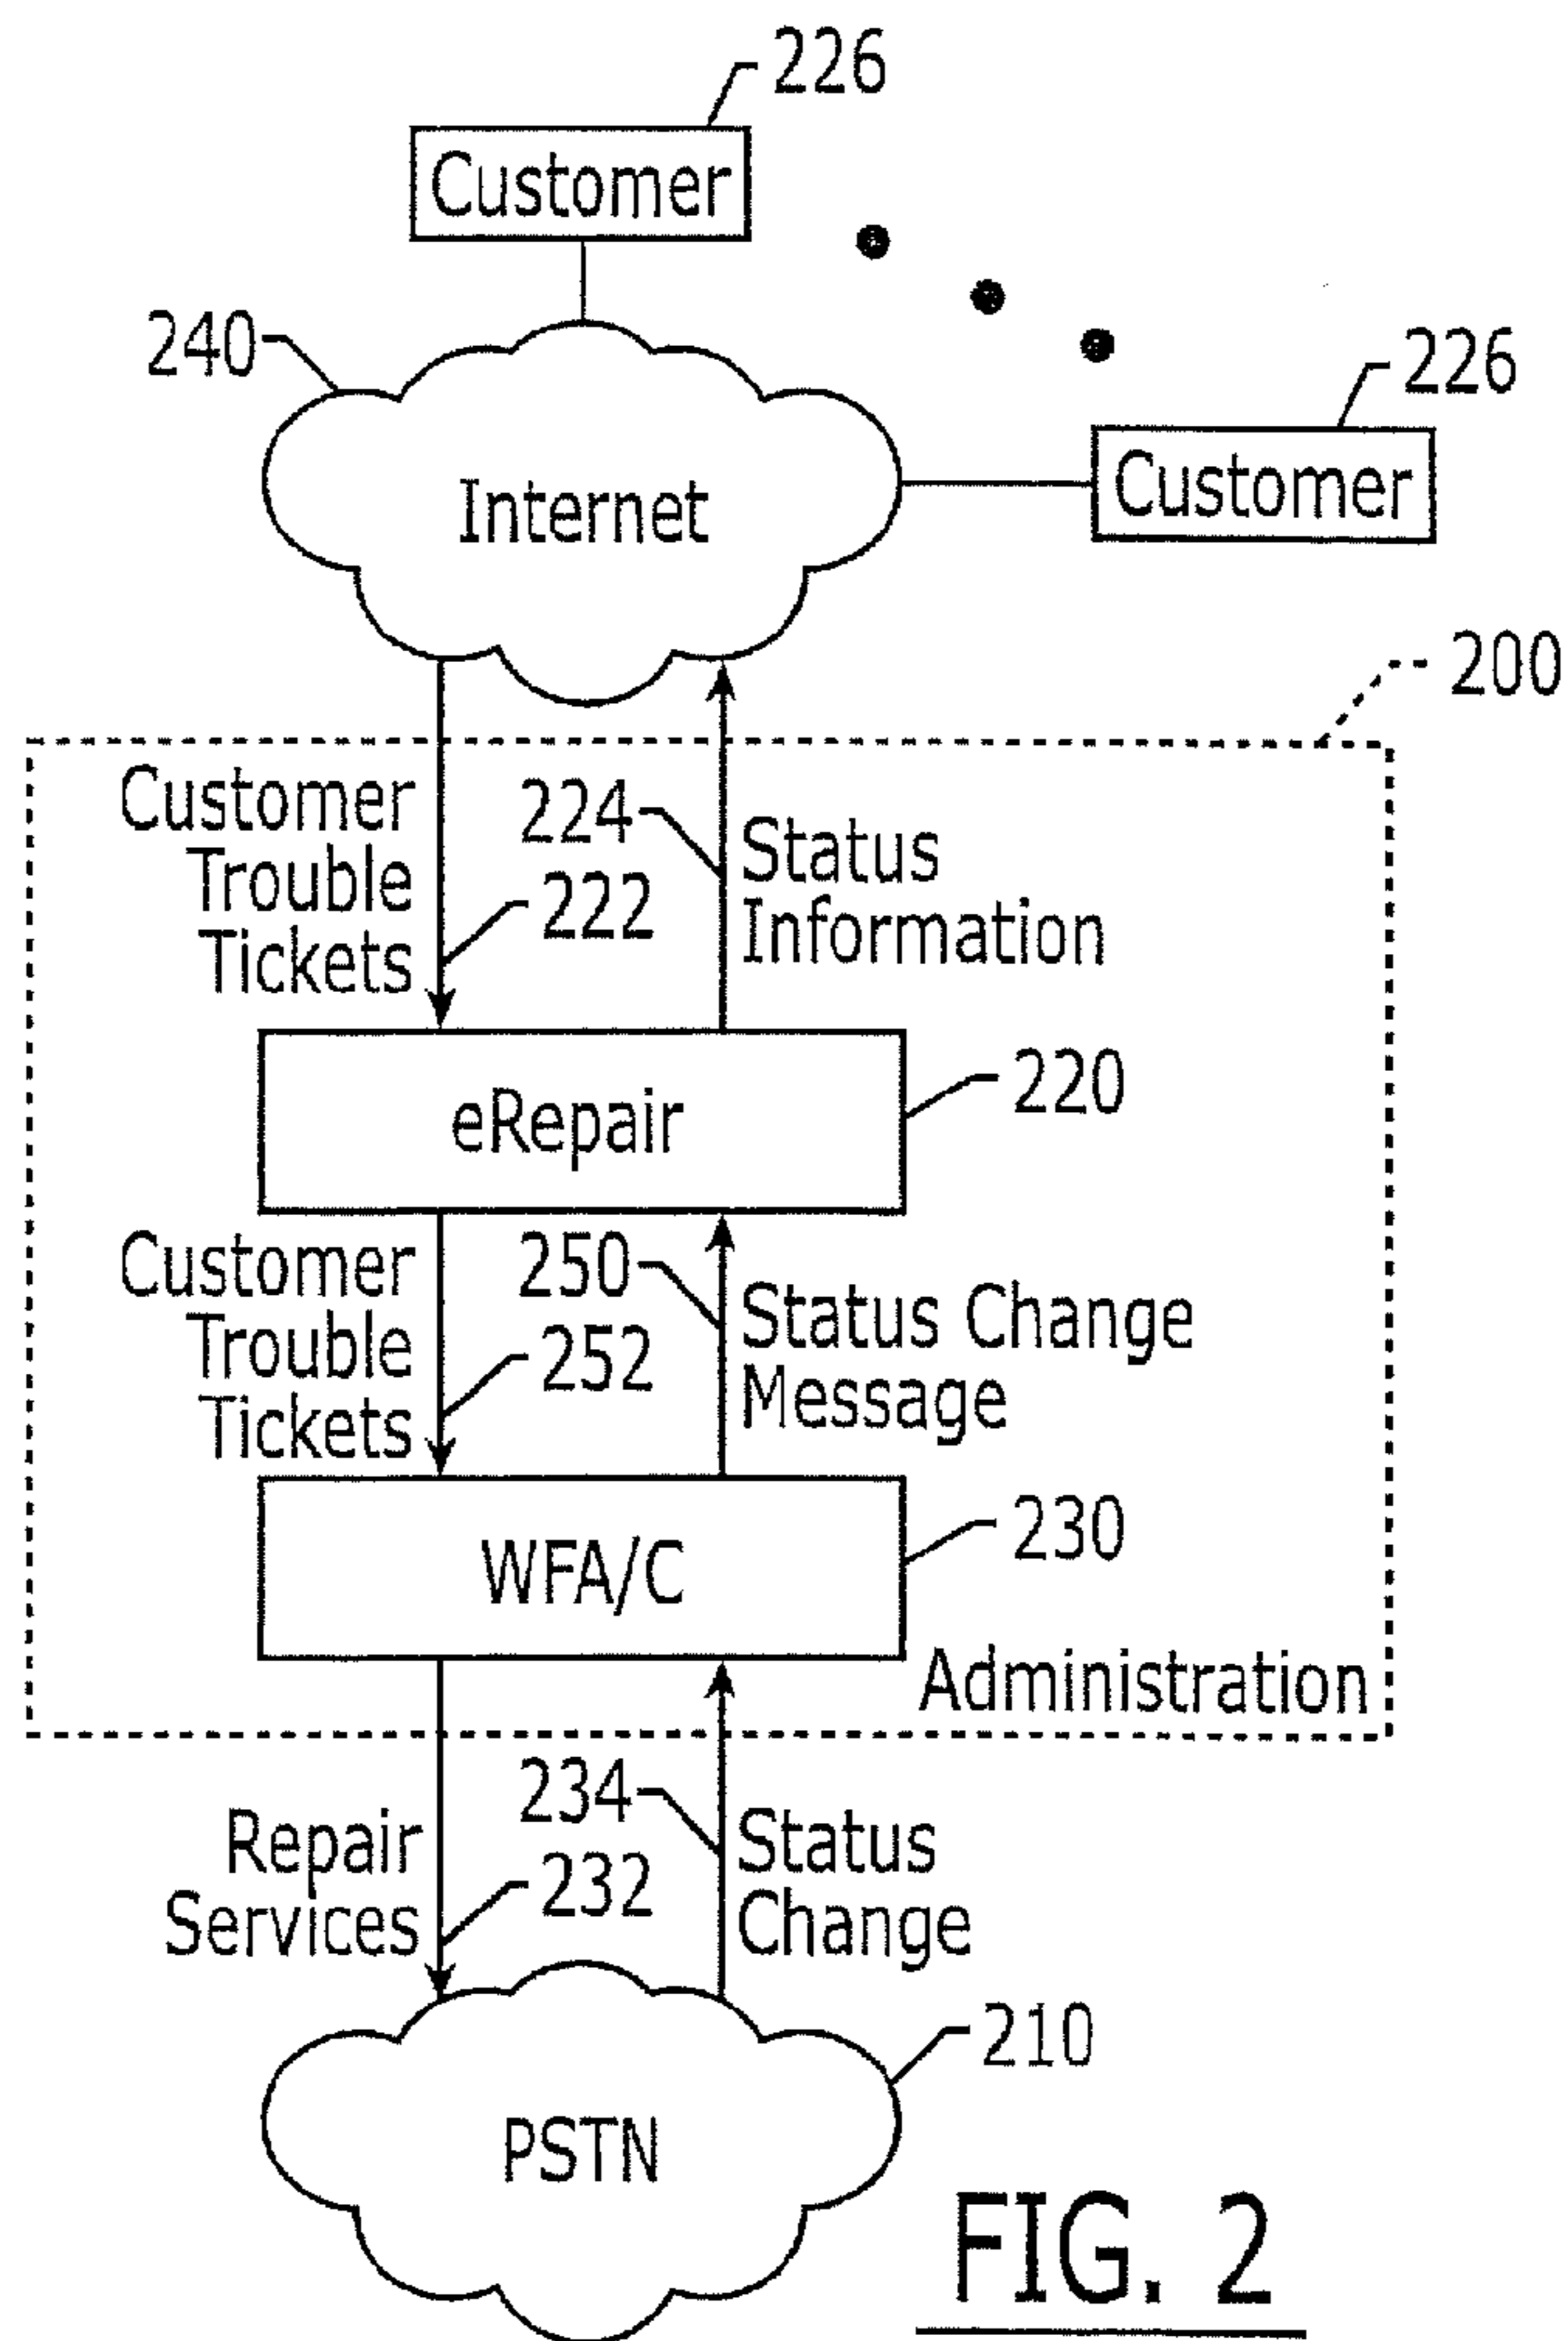 226
Customer
240
226
Internet
Customer
200
Customer
Trouble
Tickets
224
222
Status
Information
eRepair
220
Customer
Trouble
Tickets
250
252
Status Change
Message
WFA/C
230
Administration
Repair
Services
234
232
Status
Change
210
PSTN
FIG. 2